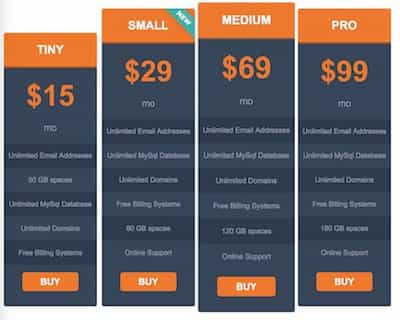 TINY
$15
mo
Unlimited Email Addresses
50 GB spaces
Unlimited MySql Database
Unlimited Domains
Free Billing Systems
BUY
SMALL
NEW
$29
mo
Unlimited Email Addresses
Unlimited MySql Database
Unlimited Domains
Free Billing Systems
80 GB spaces
Online Support
BUY
MEDIUM
$69
mo
Unlimited Email Addresses
Unlimited MySql Database
Unlimited Domains
Free Billing Systems
120 GB spaces
Online Support
BUY
PRO
$99
mo
Unlimited Email Addresses
Unlimited MySql Database
Unlimited Domains
Free Billing Systems
180 GB spaces
Online Support
BUY